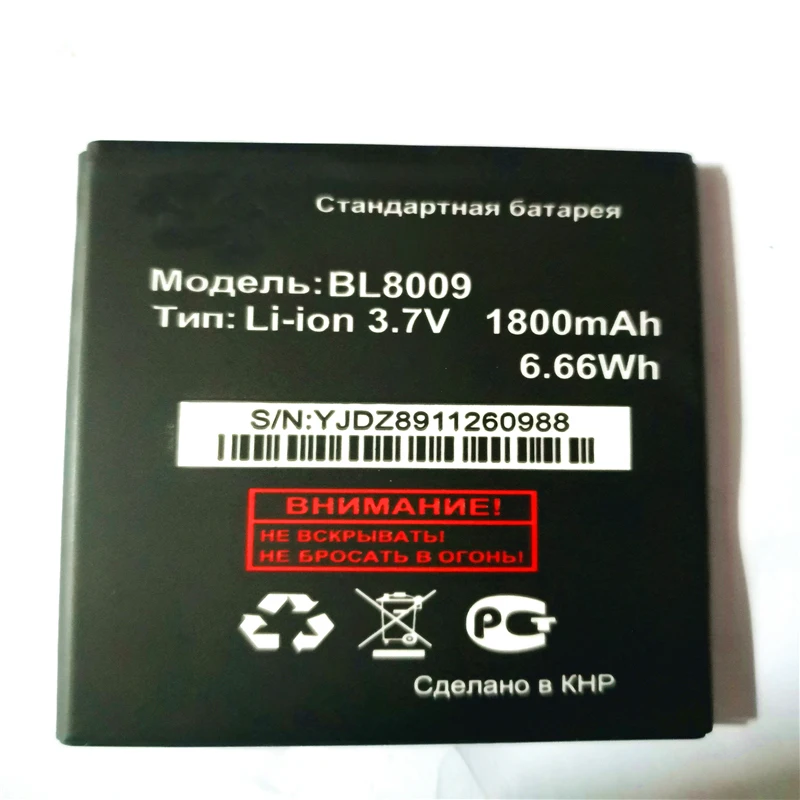 Стандартная батарея
Модель: BL8009
Тип: Li-ion 3.7V 1800mAh
6.66Wh
S/N:YJDZ8911260988
ВНИМАНИЕ!
НЕ ВСКРЫВАТЬ!
НЕ БРОСАТЬ В ОГОНЬ!
РСТ
Сделано в КНР